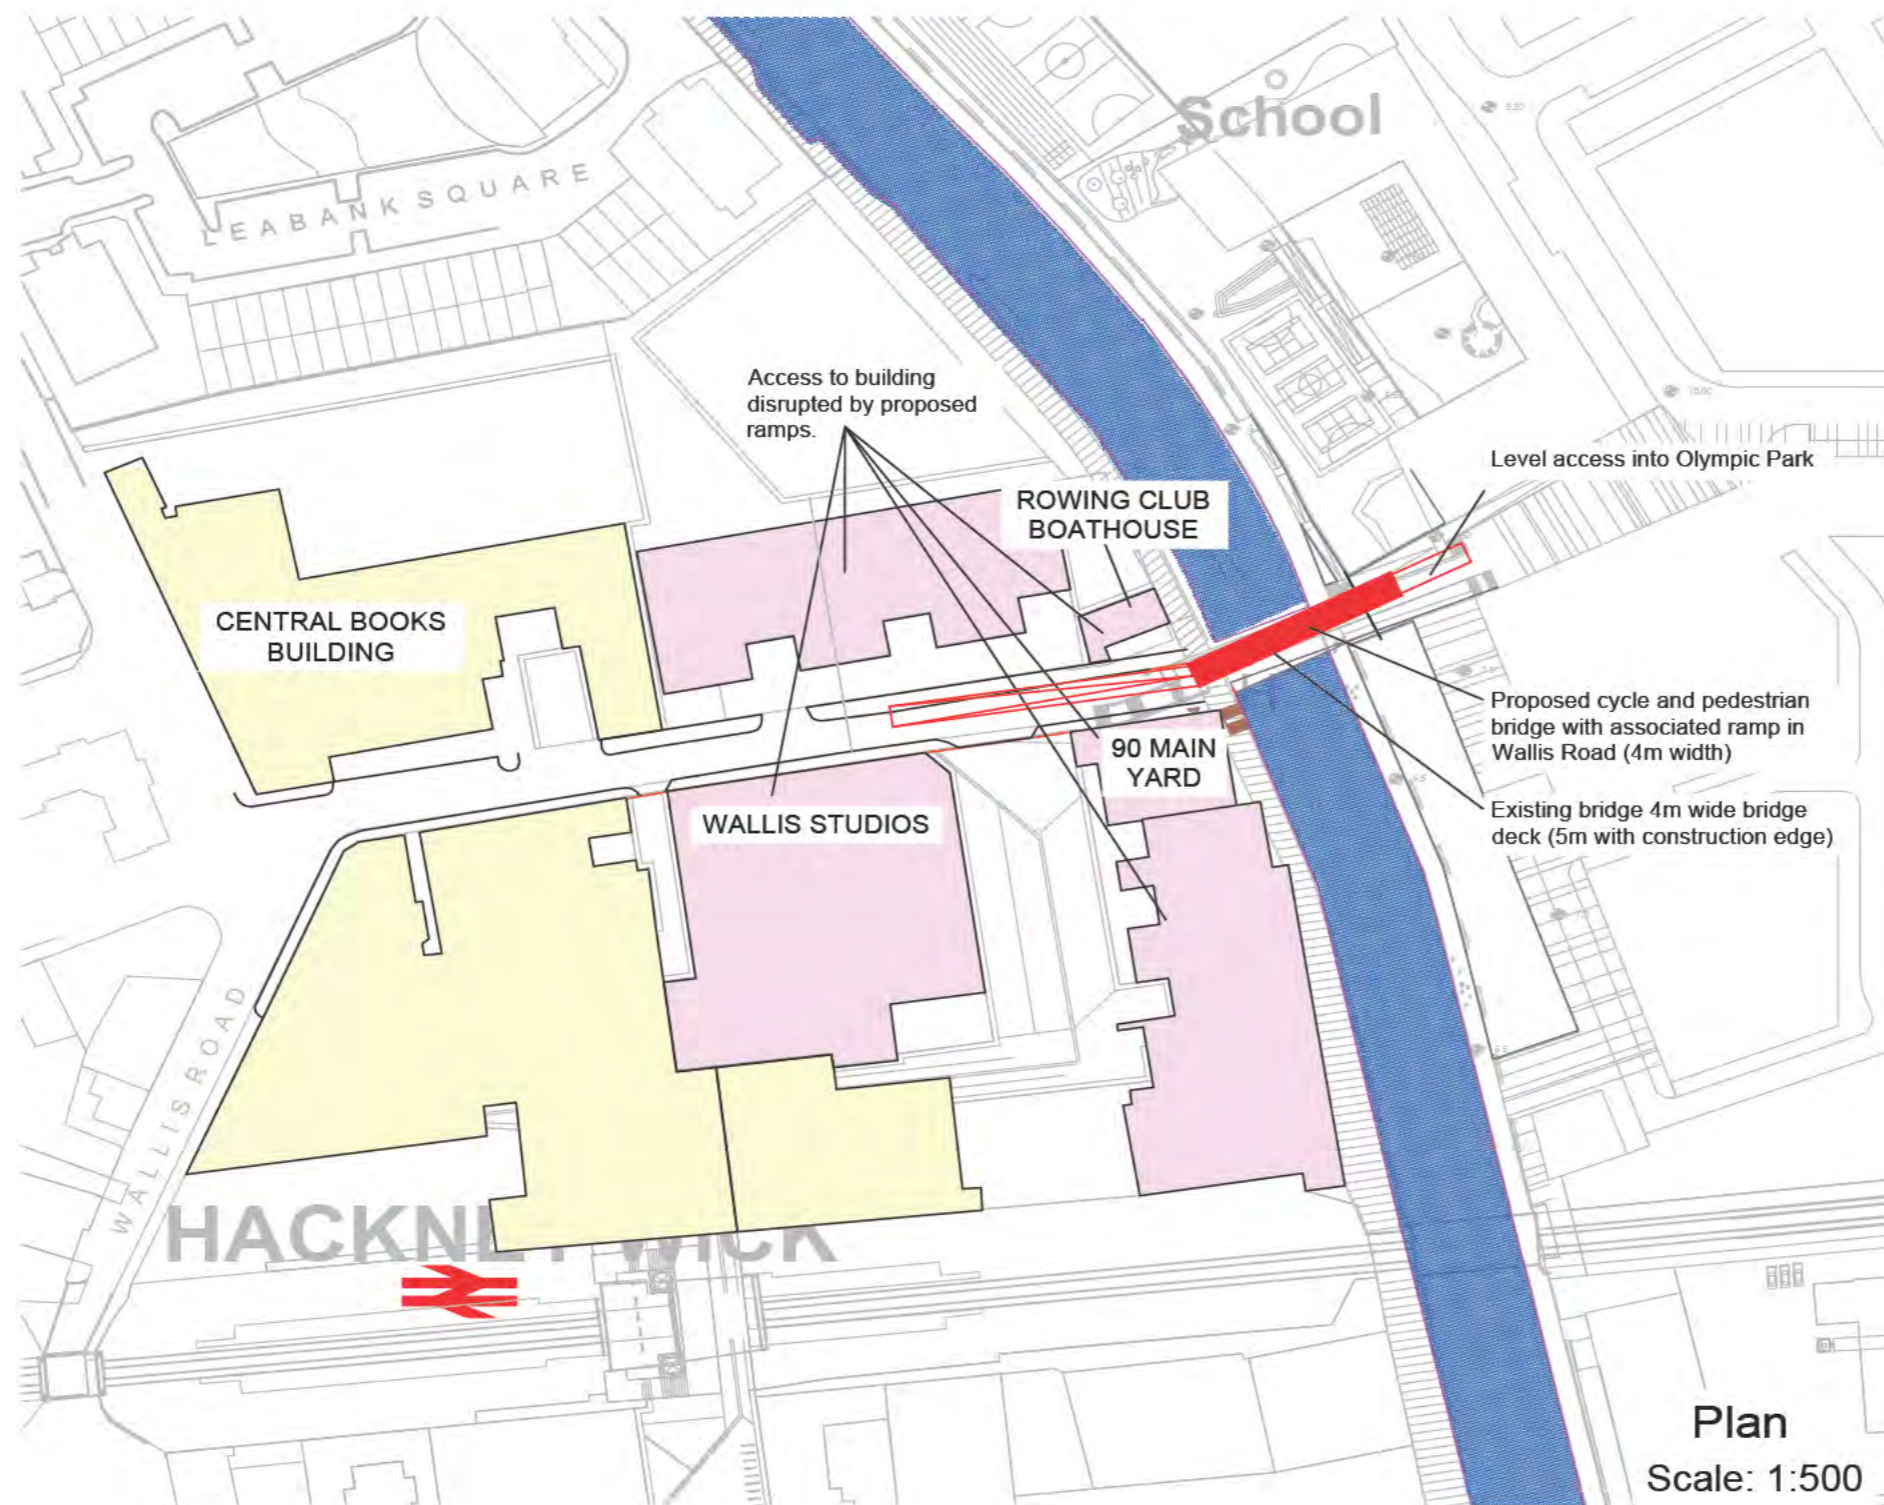 School
LEABANK SQUARE
Access to building
disrupted by proposed
ramps.
Level access into Olympic Park
ROWING CLUB
BOATHOUSE
CENTRAL BOOKS
BUILDING
Proposed cycle and pedestrian
bridge with associated ramp in
Wallis Road (4m width)
90 MAIN
YARD
WALLIS STUDIOS
Existing bridge 4m wide bridge
deck (5m with construction edge)
WALLIS ROAD
HACKNEY WICK
Plan
Scale: 1:500